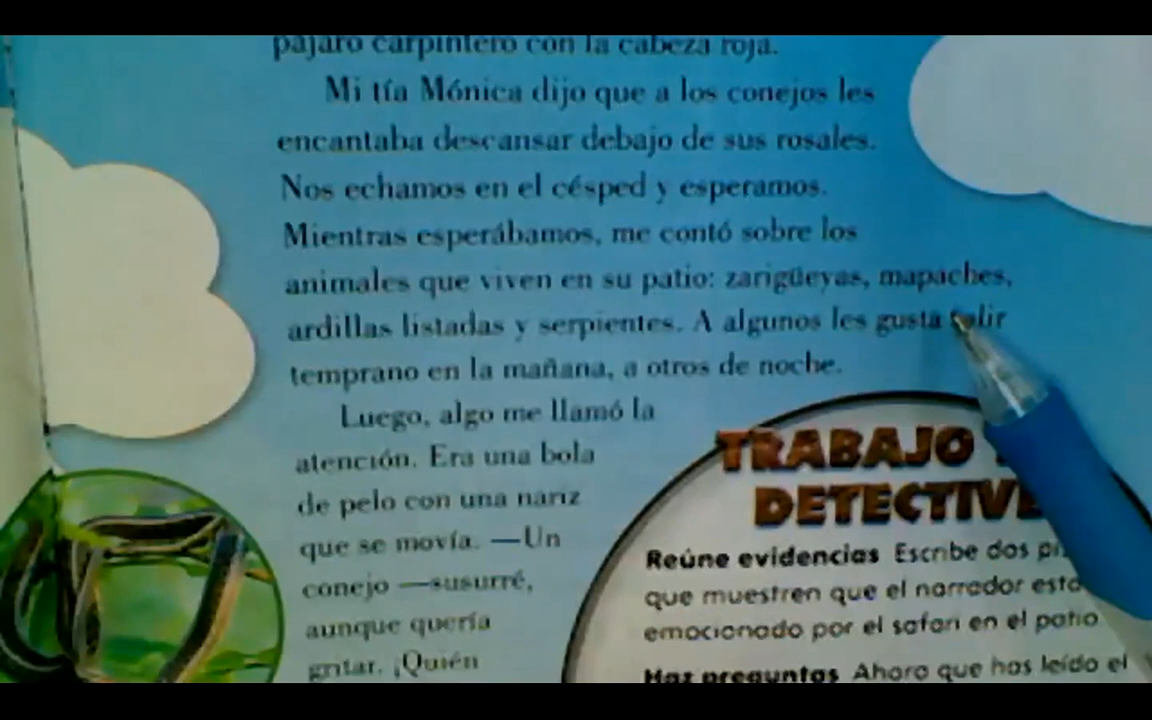 pájaro carpintero con la cabeza roja.
Mi tía Mónica dijo que a los conejos les
encantaba descansar debajo de sus rosales.
Nos echamos en el césped y esperamos.
Mientras esperábamos, me contó sobre los
animales que viven en su patio: zarigüeyas, mapaches,
ardillas listadas y serpientes. A algunos les gusta salir
temprano en la mañana, a otros de noche.
Luego, algo me llamó la
atención. Era una bola
de pelo con una nariz
que se movía. —Un
conejo —susurré,
aunque quería
gritar. ¡Quién
TRABAJO
DETECTIVE
Reúne evidencias Escribe dos
que muestren que el narrador está
emocionado por el safari en el patio
Haz preguntas Ahora que has leído el